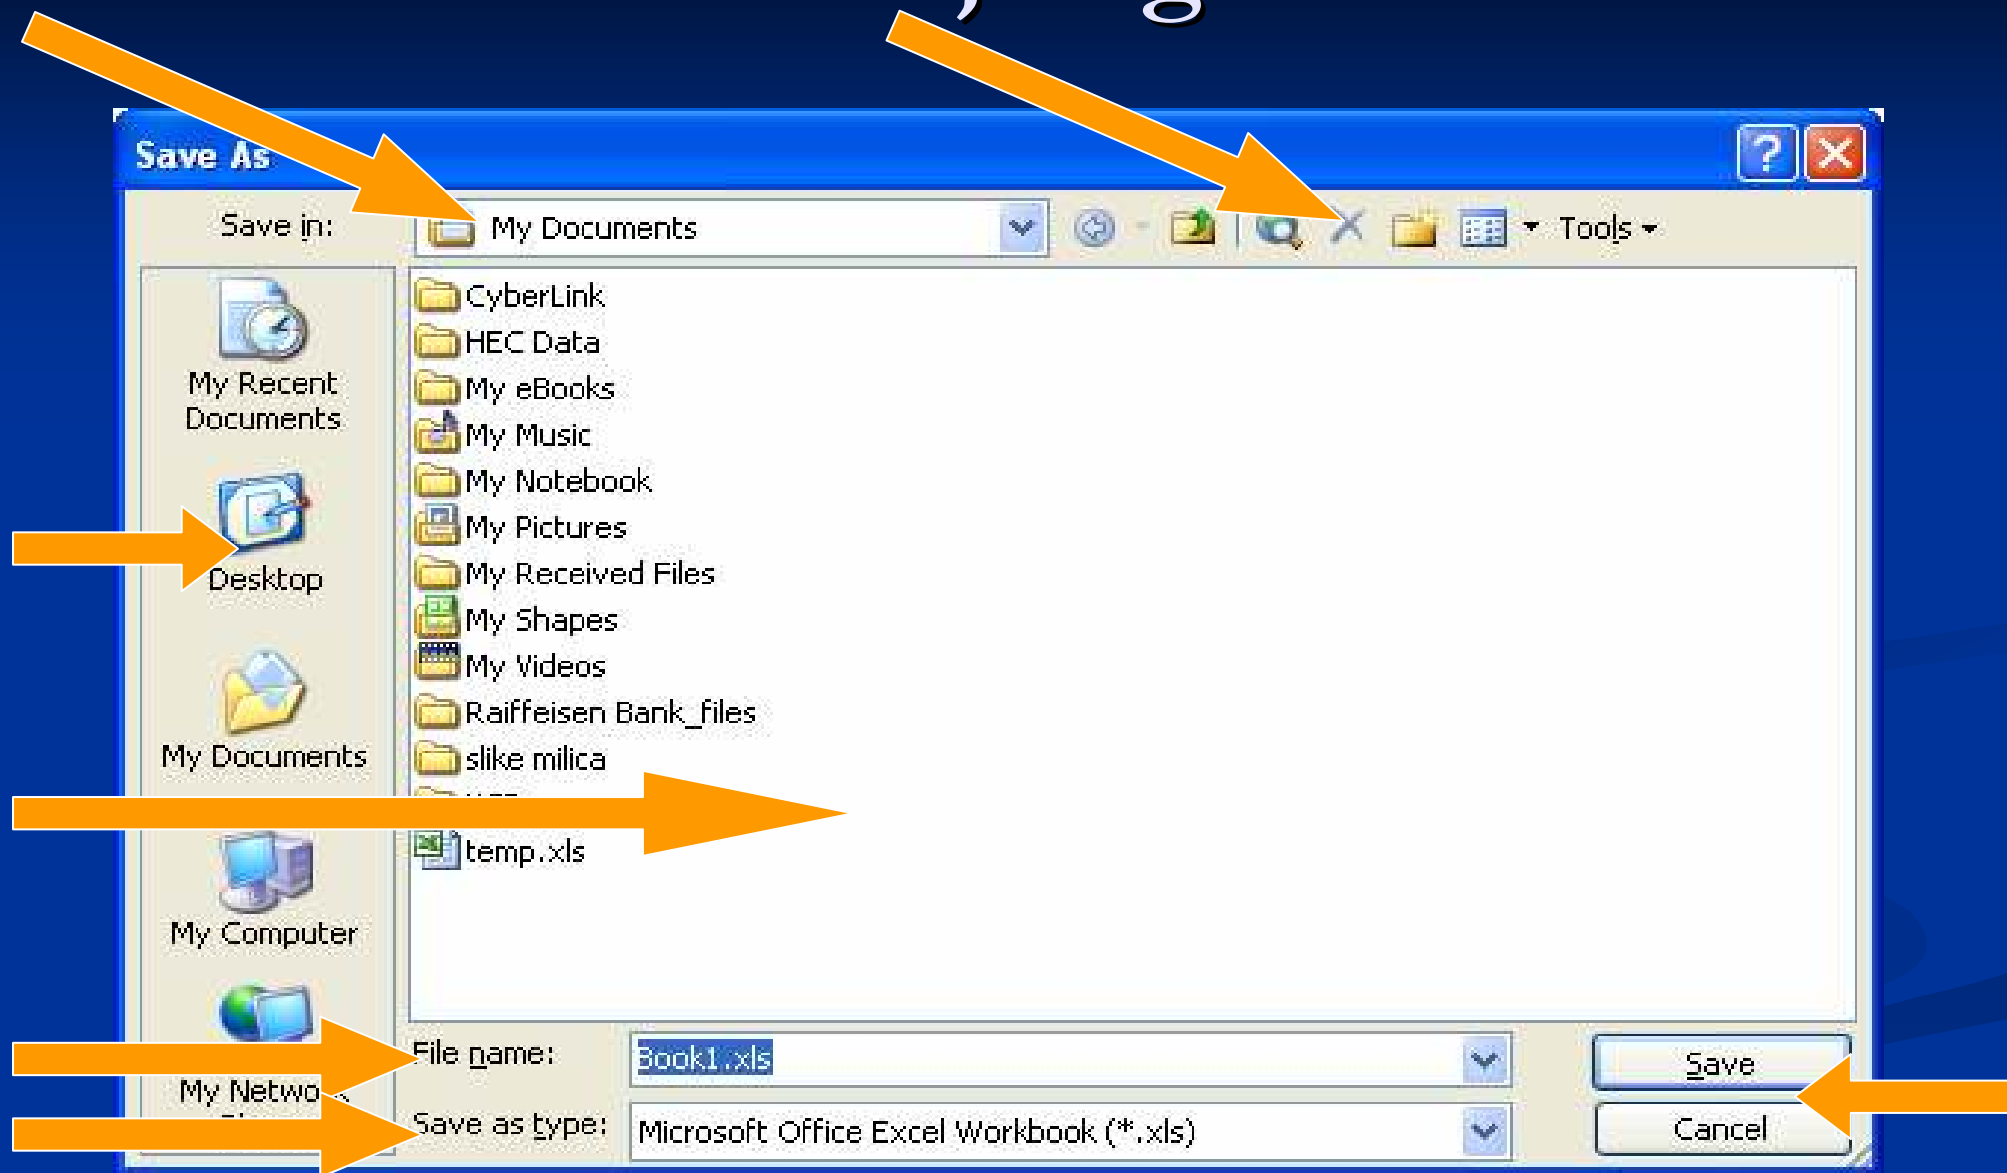 Save As
Save in:
My Documents
Tools
My Recent
Documents
Desktop
My Documents
My Computer
My Network
CyberLink
HEC Data
My eBooks
My Music
My Notebook
My Pictures
My Received Files
My Shapes
My Videos
Raiffeisen Bank_files
slike milica
temp.xls
File name:
Book1.xls
Save
Save as type:
Microsoft Office Excel Workbook (*.xls)
Cancel